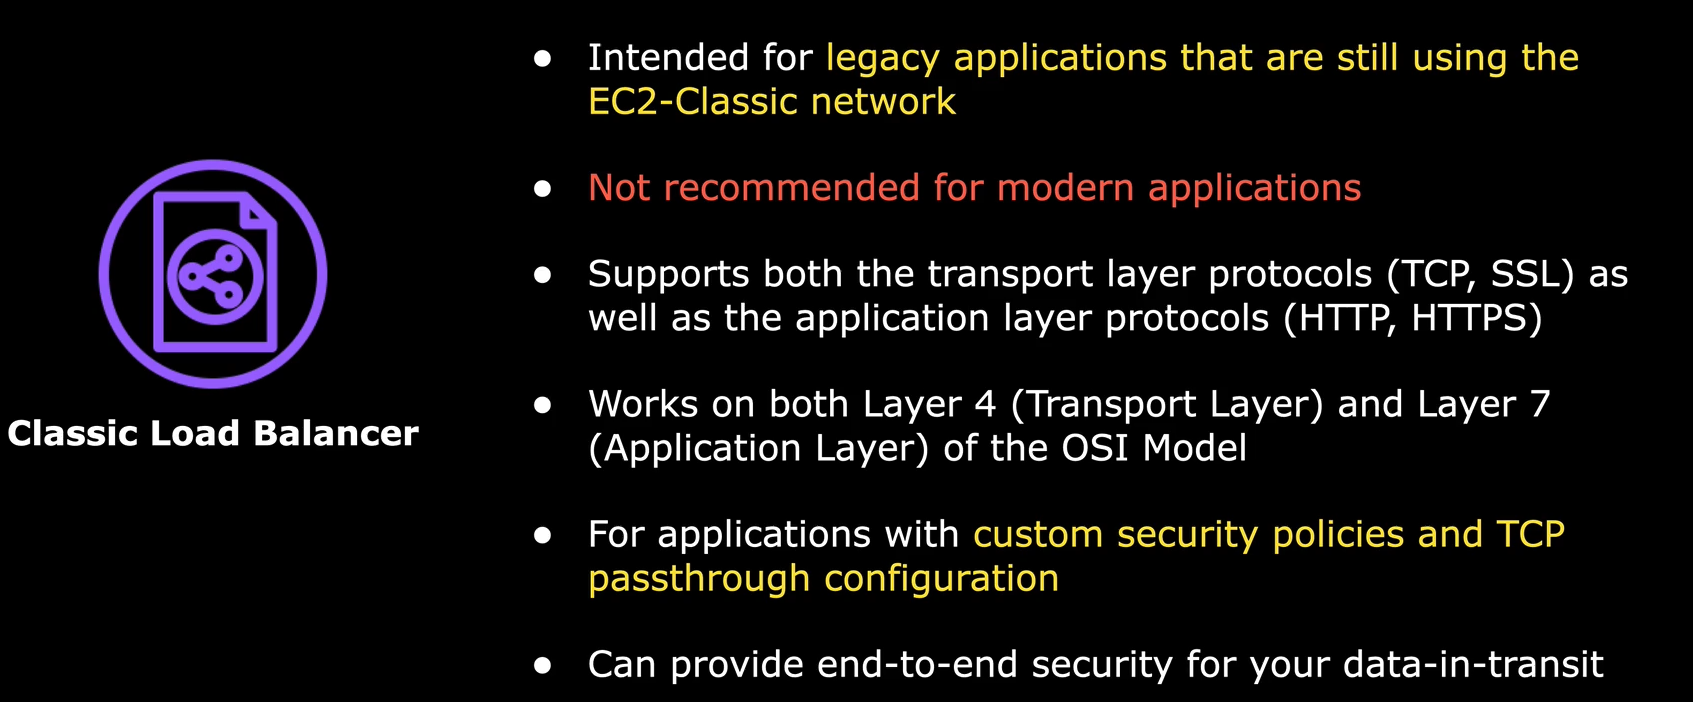 ● Intended for legacy applications that are still using the
EC2-Classic network
● Not recommended for modern applications
● Supports both the transport layer protocols (TCP, SSL) as
well as the application layer protocols (HTTP, HTTPS)
● Works on both Layer 4 (Transport Layer) and Layer 7
(Application Layer) of the OSI Model
● For applications with custom security policies and TCP
passthrough configuration
● Can provide end-to-end security for your data-in-transit
Classic Load Balancer